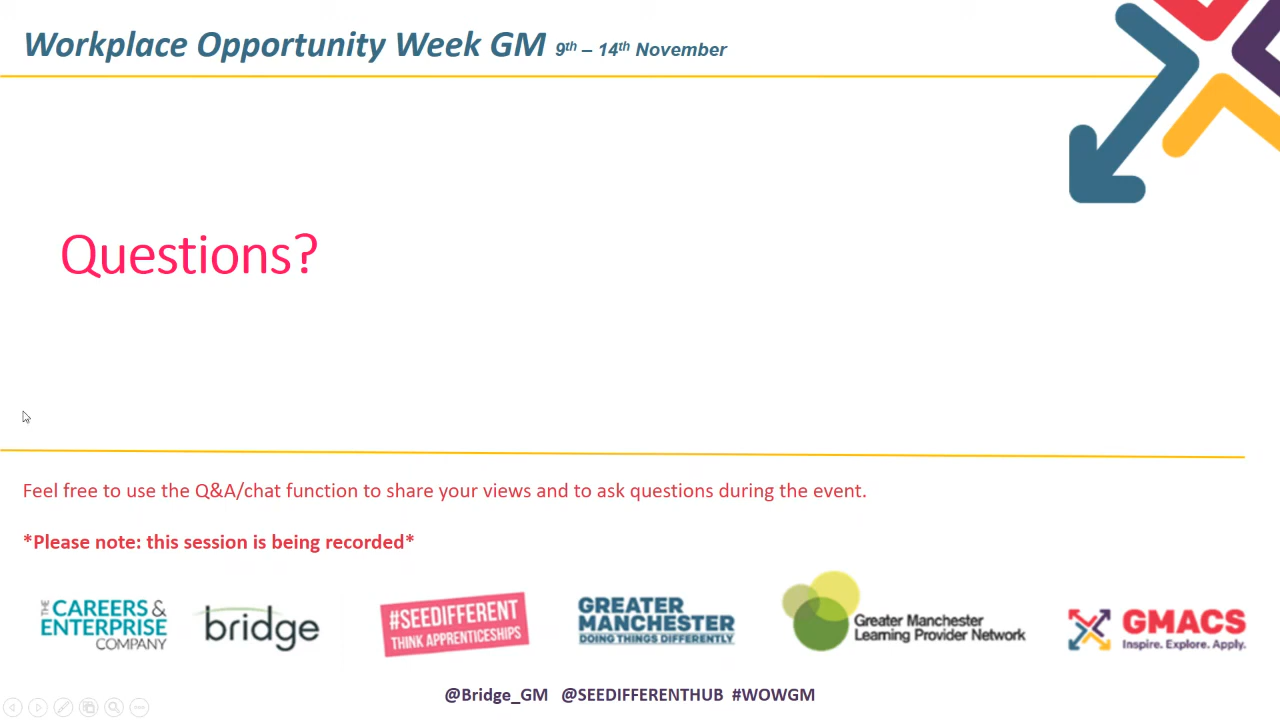 Workplace Opportunity Week GM 9th – 14th November
Questions?
Feel free to use the Q&A/chat function to share your views and to ask questions during the event.
*Please note: this session is being recorded*
THE CAREERS &
ENTERPRISE
COMPANY
bridge
#SEEDIFFERENT
THINK APPRENTICESHIPS
GREATER
MANCHESTER
DOING THINGS DIFFERENTLY
Greater Manchester
Learning Provider Network
GMACS
Inspire. Explore. Apply.
@Bridge_GM @SEEDIFFERENTHUB #WOWGM